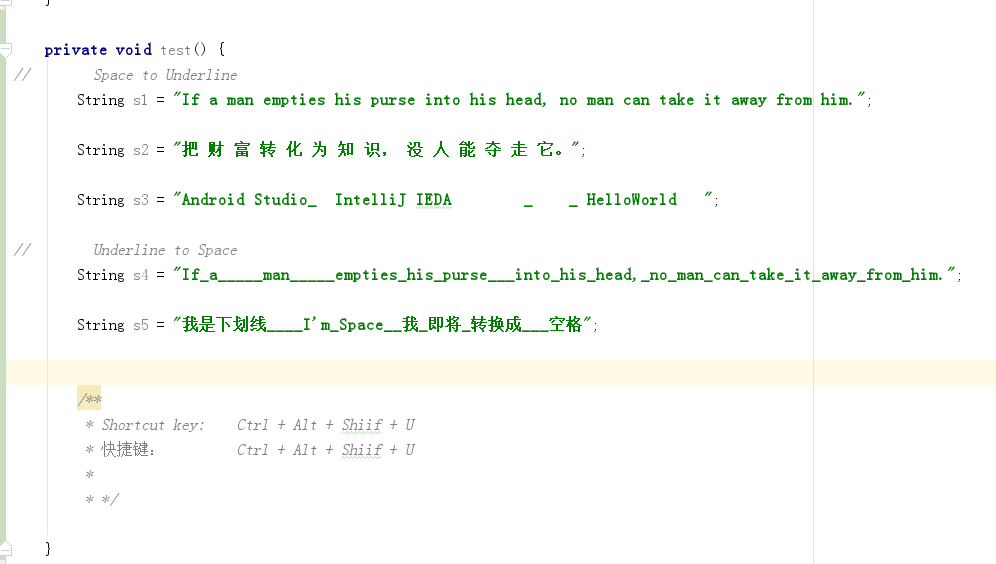 }
private void test() {
//        Space to Underline
String s1 = "If a man empties his purse into his head, no man can take it away from him.";
String s2 = "把 财 富 转 化 为 知 识， 没 人 能 夺 走 它。";
String s3 = "Android Studio_  IntelliJ IEDA        _    _ HelloWorld   ";
//        Underline to Space
String s4 = "If_a_____man_____empties_his_purse___into_his_head,_no_man_can_take_it_away_from_him.";
String s5 = "我是下划线____I'm_Space__我_即将_转换成___空格";
/**
* Shortcut key:    Ctrl + Alt + Shiif + U
* 快捷键：         Ctrl + Alt + Shiif + U
*
* */
}